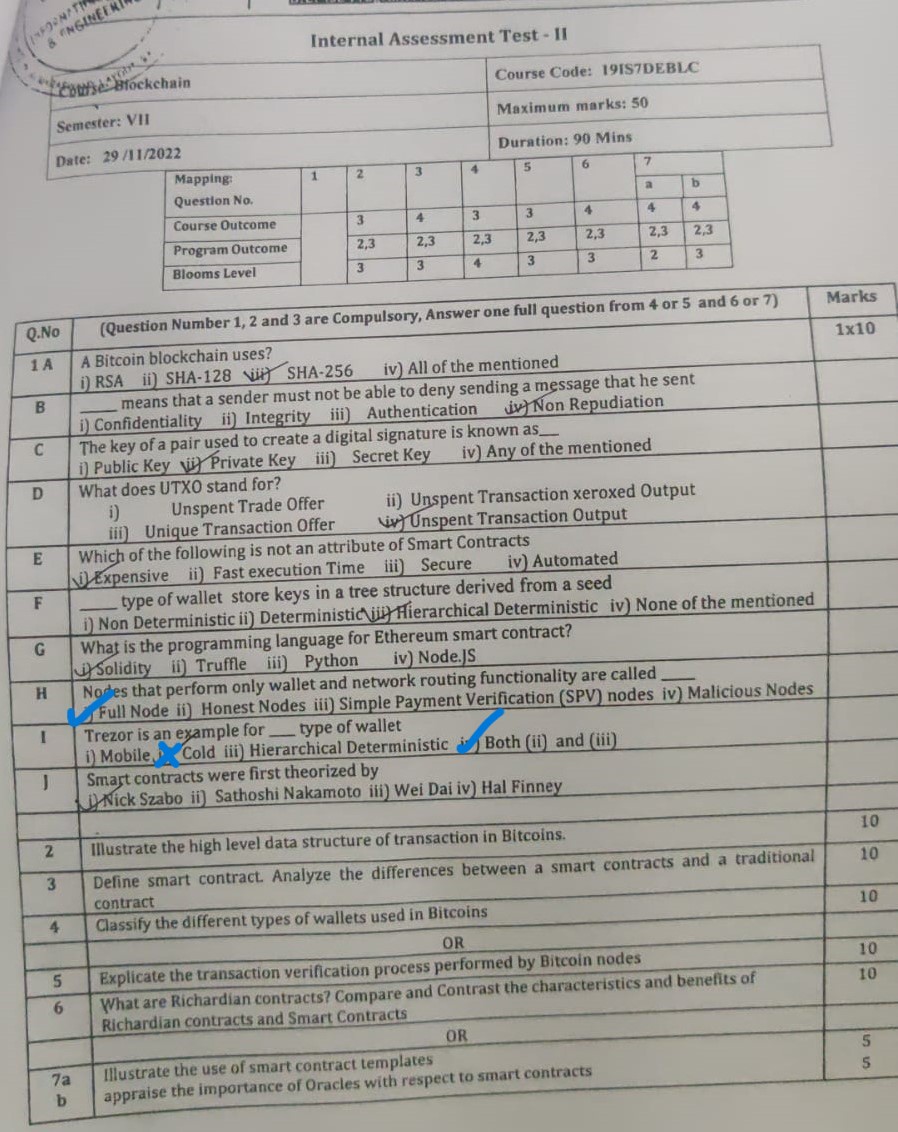 & ENGINEERIN
Internal Assessment Test - II
Course: Blockchain
Course Code: 19IS7DEBLC
Semester: VII
Maximum marks: 50
Date: 29 /11/2022
Duration: 90 Mins
Mapping: Question No. 1 2 3 4 5 6 7
a b
Course Outcome 3 4 3 3 4 4 4
Program Outcome 2,3 2,3 2,3 2,3 2,3 2,3 2,3
Blooms Level 3 3 4 3 3 2 3
Q.No (Question Number 1, 2 and 3 are Compulsory, Answer one full question from 4 or 5 and 6 or 7) Marks
1 A A Bitcoin blockchain uses? 1x10
i) RSA ii) SHA-128 iii) SHA-256 iv) All of the mentioned
B ____ means that a sender must not be able to deny sending a message that he sent
i) Confidentiality ii) Integrity iii) Authentication iv) Non Repudiation
C The key of a pair used to create a digital signature is known as__
i) Public Key ii) Private Key iii) Secret Key iv) Any of the mentioned
D What does UTXO stand for?
i) Unspent Trade Offer ii) Unspent Transaction xeroxed Output
iii) Unique Transaction Offer iv) Unspent Transaction Output
E Which of the following is not an attribute of Smart Contracts
i) Expensive ii) Fast execution Time iii) Secure iv) Automated
F ____ type of wallet store keys in a tree structure derived from a seed
i) Non Deterministic ii) Deterministic iii) Hierarchical Deterministic iv) None of the mentioned
G What is the programming language for Ethereum smart contract?
i) Solidity ii) Truffle iii) Python iv) Node.JS
H Nodes that perform only wallet and network routing functionality are called ____
i) Full Node ii) Honest Nodes iii) Simple Payment Verification (SPV) nodes iv) Malicious Nodes
I Trezor is an example for ___ type of wallet
i) Mobile Cold iii) Hierarchical Deterministic iv) Both (ii) and (iii)
J Smart contracts were first theorized by
i) Nick Szabo ii) Sathoshi Nakamoto iii) Wei Dai iv) Hal Finney
2 Illustrate the high level data structure of transaction in Bitcoins. 10
3 Define smart contract. Analyze the differences between a smart contracts and a traditional 10
contract
4 Classify the different types of wallets used in Bitcoins 10
OR
5 Explicate the transaction verification process performed by Bitcoin nodes 10
6 What are Richardian contracts? Compare and Contrast the characteristics and benefits of 10
Richardian contracts and Smart Contracts
OR
7a Illustrate the use of smart contract templates 5
b appraise the importance of Oracles with respect to smart contracts 5